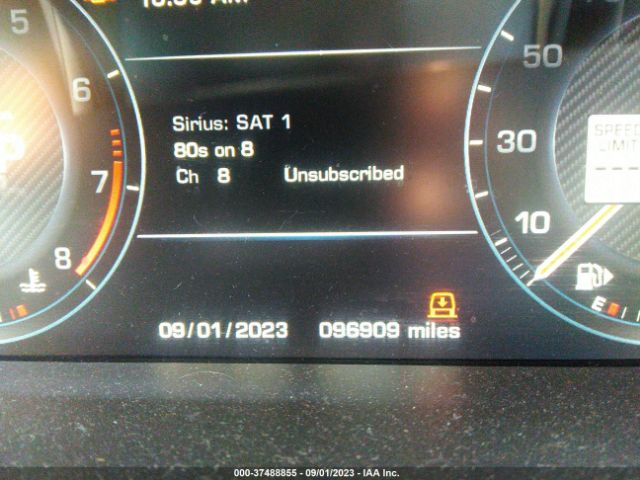 5
6
7
8
Sirius: SAT 1
80s on 8
Ch 8 Unsubscribed
50
30
10
SPEED
LIMIT
E
09/01/2023 096909 miles
000-37488855 - 09/01/2023 - IAA Inc.